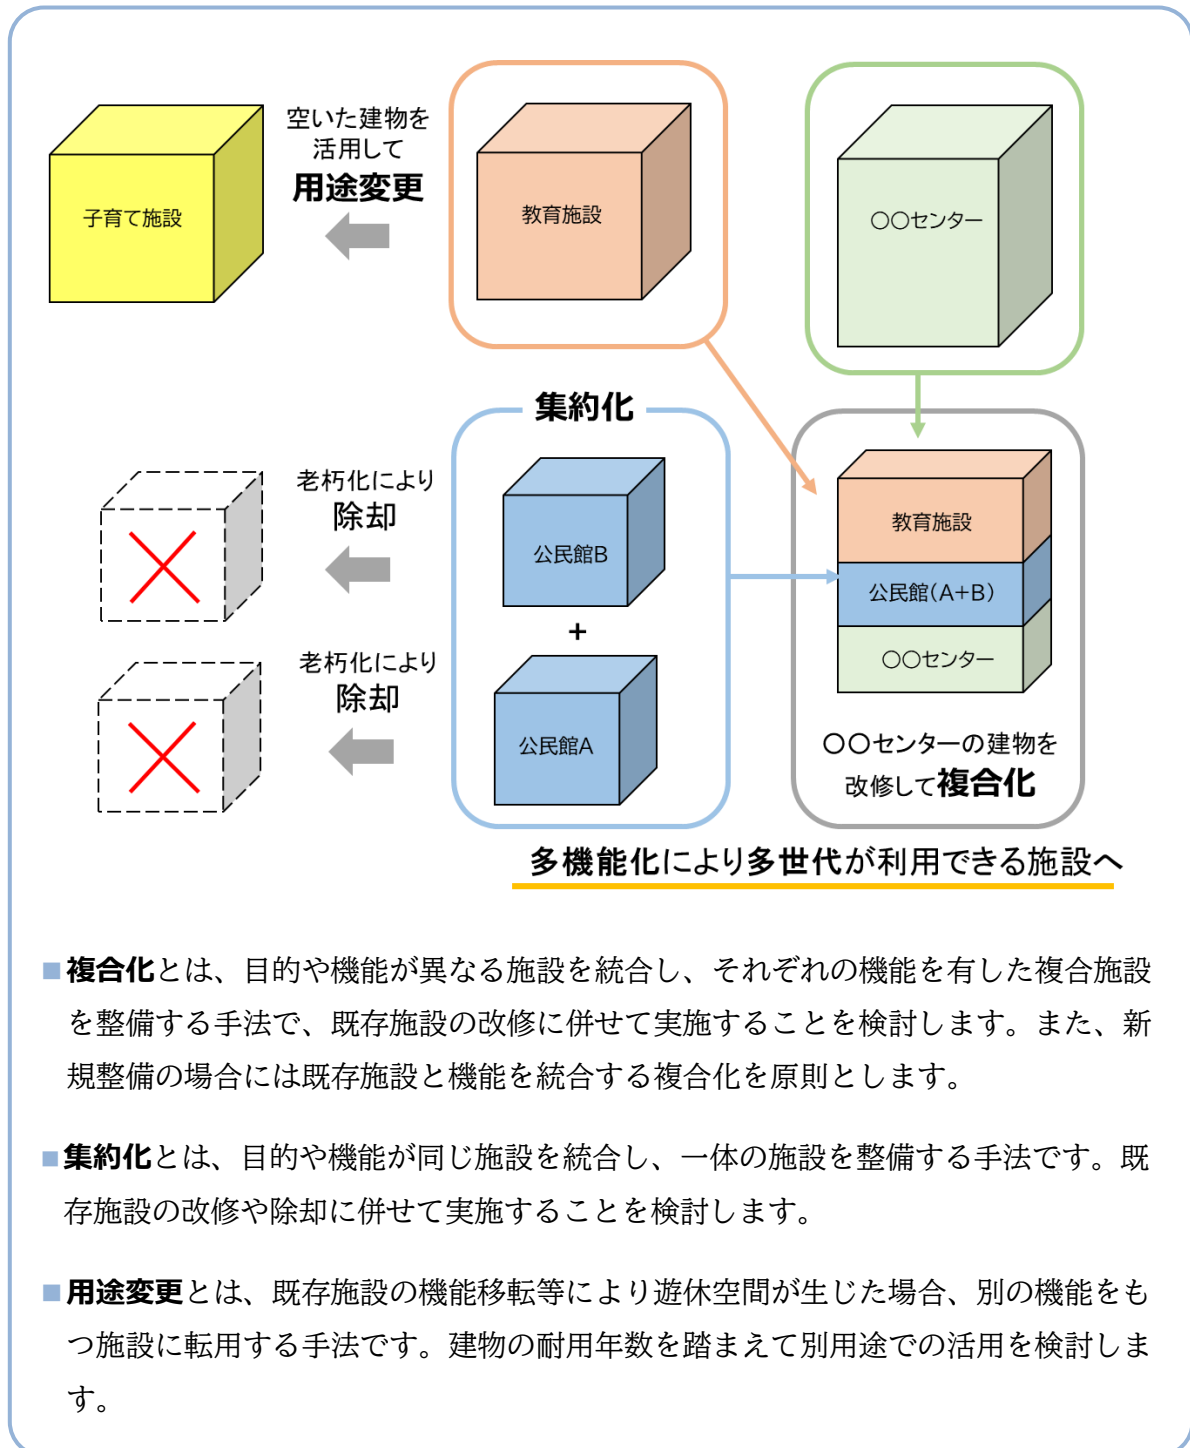 空いた建物を
活用して
用途変更
子育て施設
教育施設
〇〇センター
集約化
老朽化により
除却
公民館B
+
老朽化により
除却
公民館A
教育施設
公民館(A+B)
〇〇センター
〇〇センターの建物を
改修して複合化
多機能化により多世代が利用できる施設へ
■複合化とは、目的や機能が異なる施設を統合し、それぞれの機能を有した複合施設
を整備する手法で、既存施設の改修に併せて実施することを検討します。また、新
規整備の場合には既存施設と機能を統合する複合化を原則とします。
■集約化とは、目的や機能が同じ施設を統合し、一体の施設を整備する手法です。既
存施設の改修や除却に併せて実施することを検討します。
■用途変更とは、既存施設の機能移転等により遊休空間が生じた場合、別の機能をも
つ施設に転用する手法です。建物の耐用年数を踏まえて別用途での活用を検討しま
す。